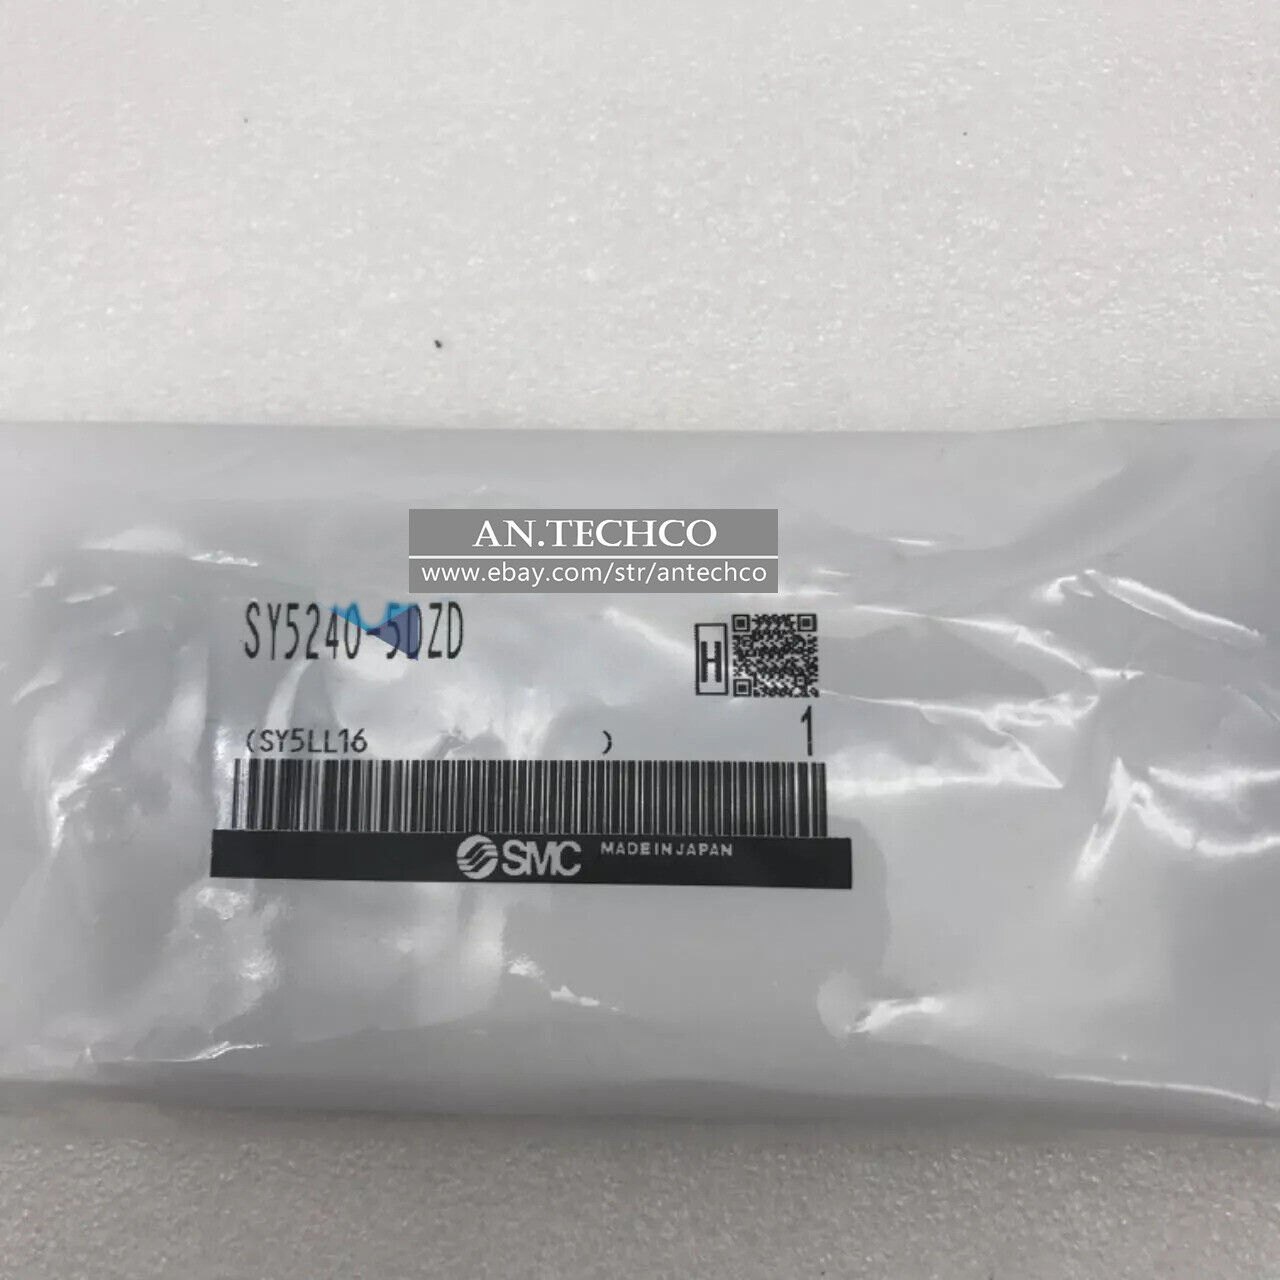 AN.TECHCO
www.ebay.com/str/antechco
SY5240-5DZD
H
(SY5LL16 )
1
SMC MADE IN JAPAN